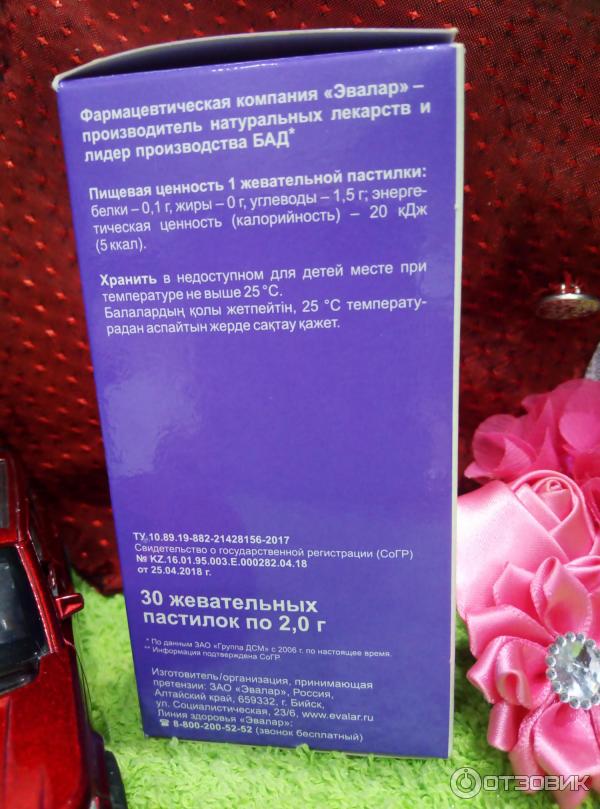 Фармацевтическая компания «Эвалар» –
производитель натуральных лекарств и
лидер производства БАД*
Пищевая ценность 1 жевательной пастилки:
белки – 0,1 г, жиры – 0 г, углеводы – 1,5 г; энерге-
тическая ценность (калорийность) – 20 кДж
(5 ккал).
Хранить в недоступном для детей месте при
температуре не выше 25 °С.
Балалардың қолы жетпейтін, 25 °С температу-
радан аспайтын жерде сақтау қажет.
ТУ 10.89.19-882-21428156-2017
Свидетельство о государственной регистрации (СоГР)
№ KZ.16.01.95.003.E.000282.04.18
от 25.04.2018 г.
30 жевательных
пастилок по 2,0 г
* По данным ЗАО «Группа ДСМ» с 2006 г. по настоящее время.
** Информация подтверждена СоГР.
Изготовитель/организация, принимающая
претензии: ЗАО «Эвалар», Россия,
Алтайский край, 659332, г. Бийск,
ул. Социалистическая, 23/6, www.evalar.ru
Линия здоровья «Эвалар»:
☎ 8-800-200-52-52 (звонок бесплатный)
ОТЗОВИК